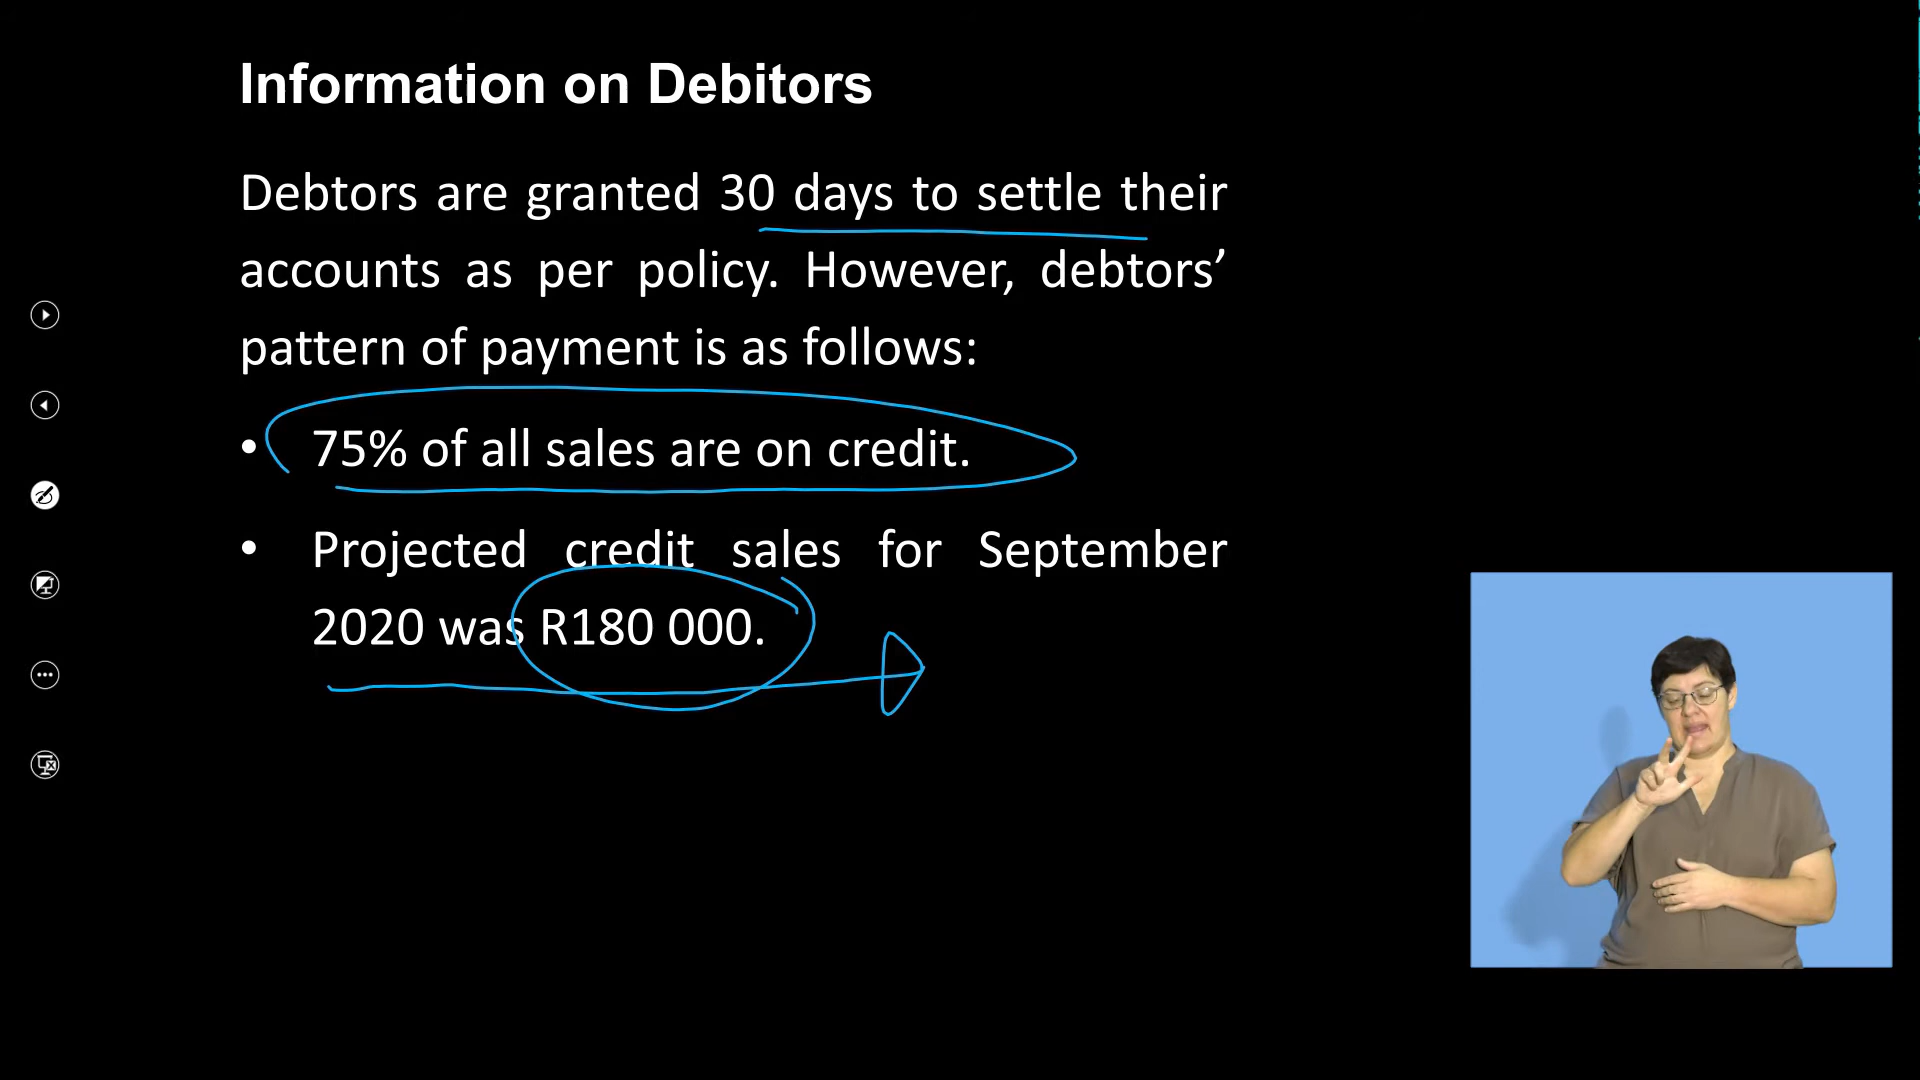 Information on Debitors
Debtors are granted 30 days to settle their
accounts as per policy. However, debtors’
pattern of payment is as follows:
• 75% of all sales are on credit.
• Projected credit sales for September
2020 was R180 000.